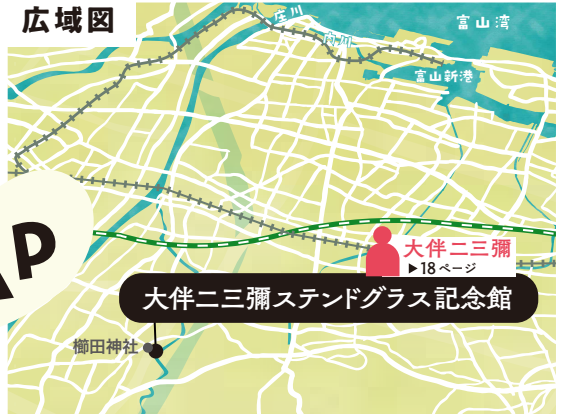 広域図
庄川
内川
富山湾
富山新港
AP
大伴二三彌
▶18ページ
大伴二三彌ステンドグラス記念館
櫛田神社